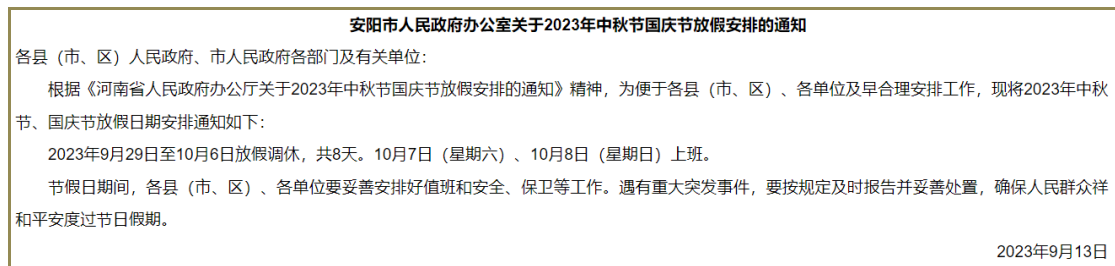 安阳市人民政府办公室关于2023年中秋节国庆节放假安排的通知
各县（市、区）人民政府、市人民政府各部门及有关单位：
根据《河南省人民政府办公厅关于2023年中秋节国庆节放假安排的通知》精神，为便于各县（市、区）、各单位及早合理安排工作，现将2023年中秋
节、国庆节放假日期安排通知如下：
2023年9月29日至10月6日放假调休，共8天。10月7日（星期六）、10月8日（星期日）上班。
节假日期间，各县（市、区）、各单位要妥善安排好值班和安全、保卫等工作。遇有重大突发事件，要按规定及时报告并妥善处置，确保人民群众祥
和平安度过节日假期。
2023年9月13日